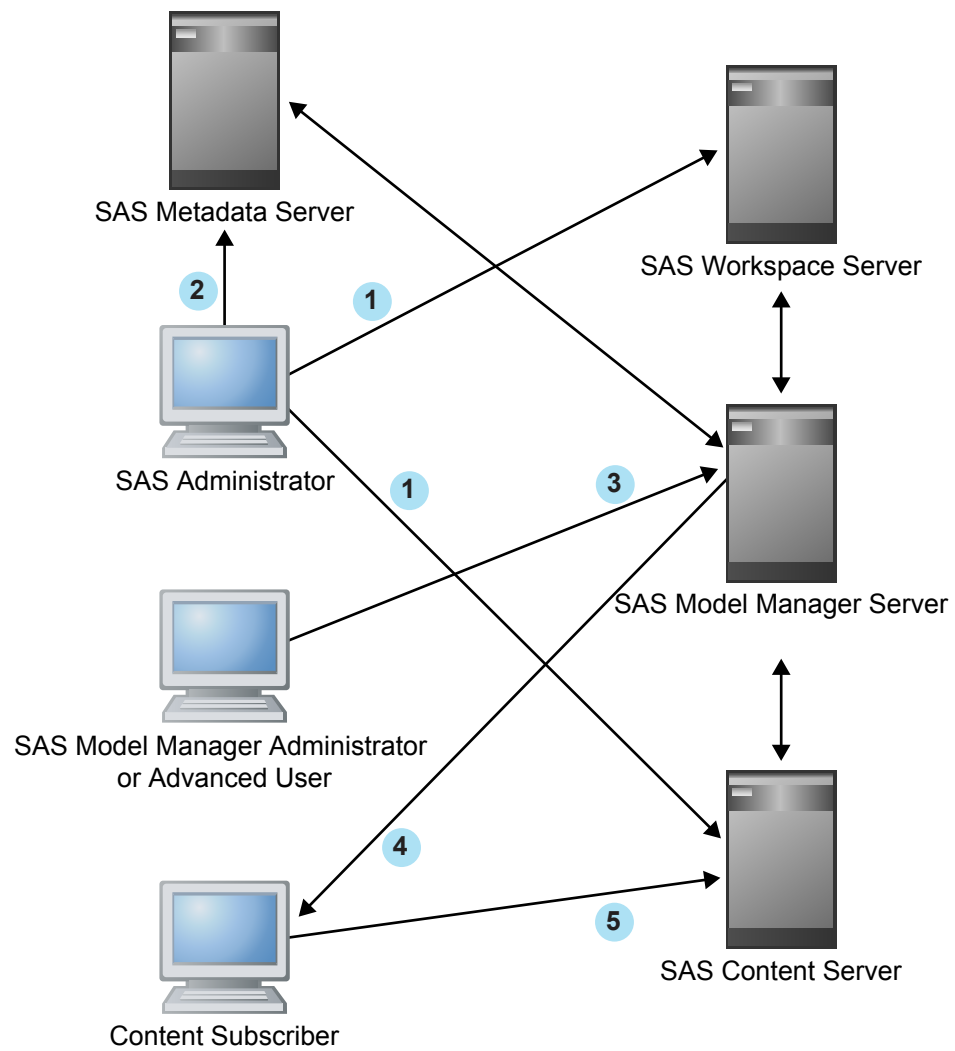 SAS Metadata Server
SAS Workspace Server
2
1
SAS Administrator
1
3
SAS Model Manager Server
SAS Model Manager Administrator
or Advanced User
4
5
SAS Content Server
Content Subscriber